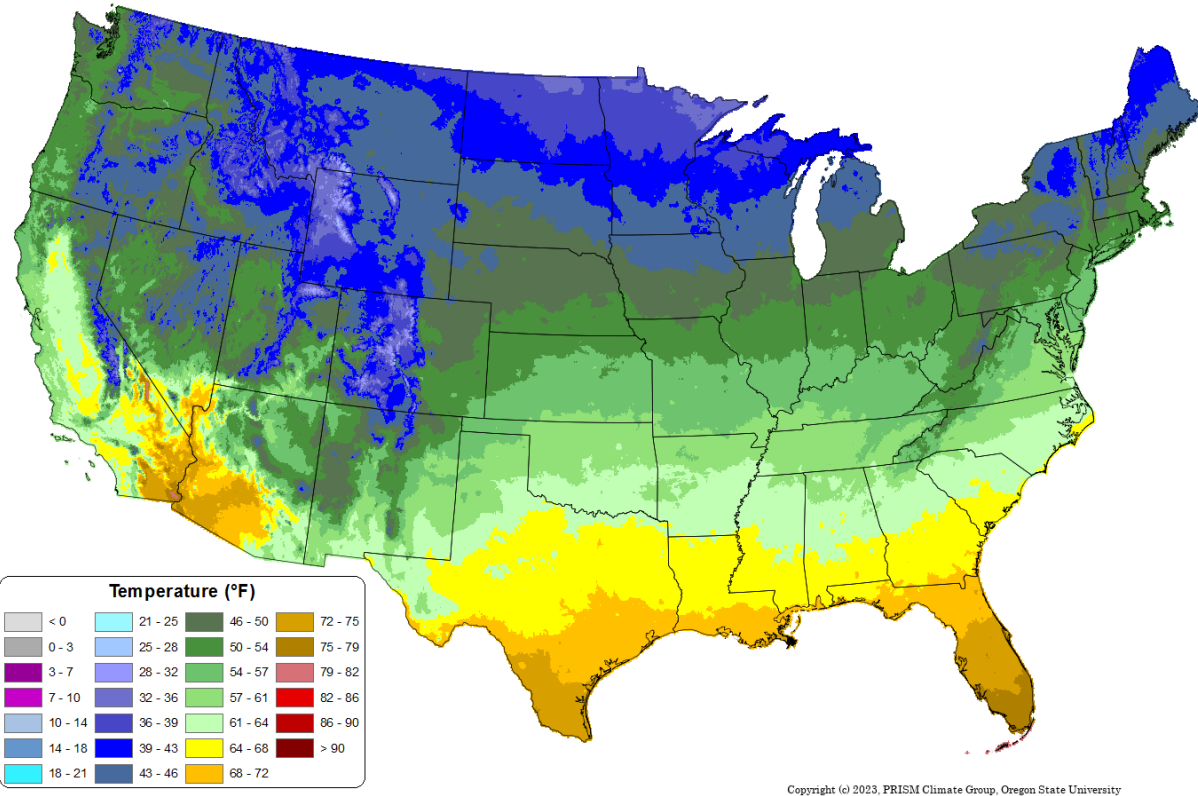 Temperature (°F)
< 0
0 - 3
3 - 7
7 - 10
10 - 14
14 - 18
18 - 21
21 - 25
25 - 28
28 - 32
32 - 36
36 - 39
39 - 43
43 - 46
46 - 50
50 - 54
54 - 57
57 - 61
61 - 64
64 - 68
68 - 72
72 - 75
75 - 79
79 - 82
82 - 86
86 - 90
> 90
Copyright (c) 2023, PRISM Climate Group, Oregon State University